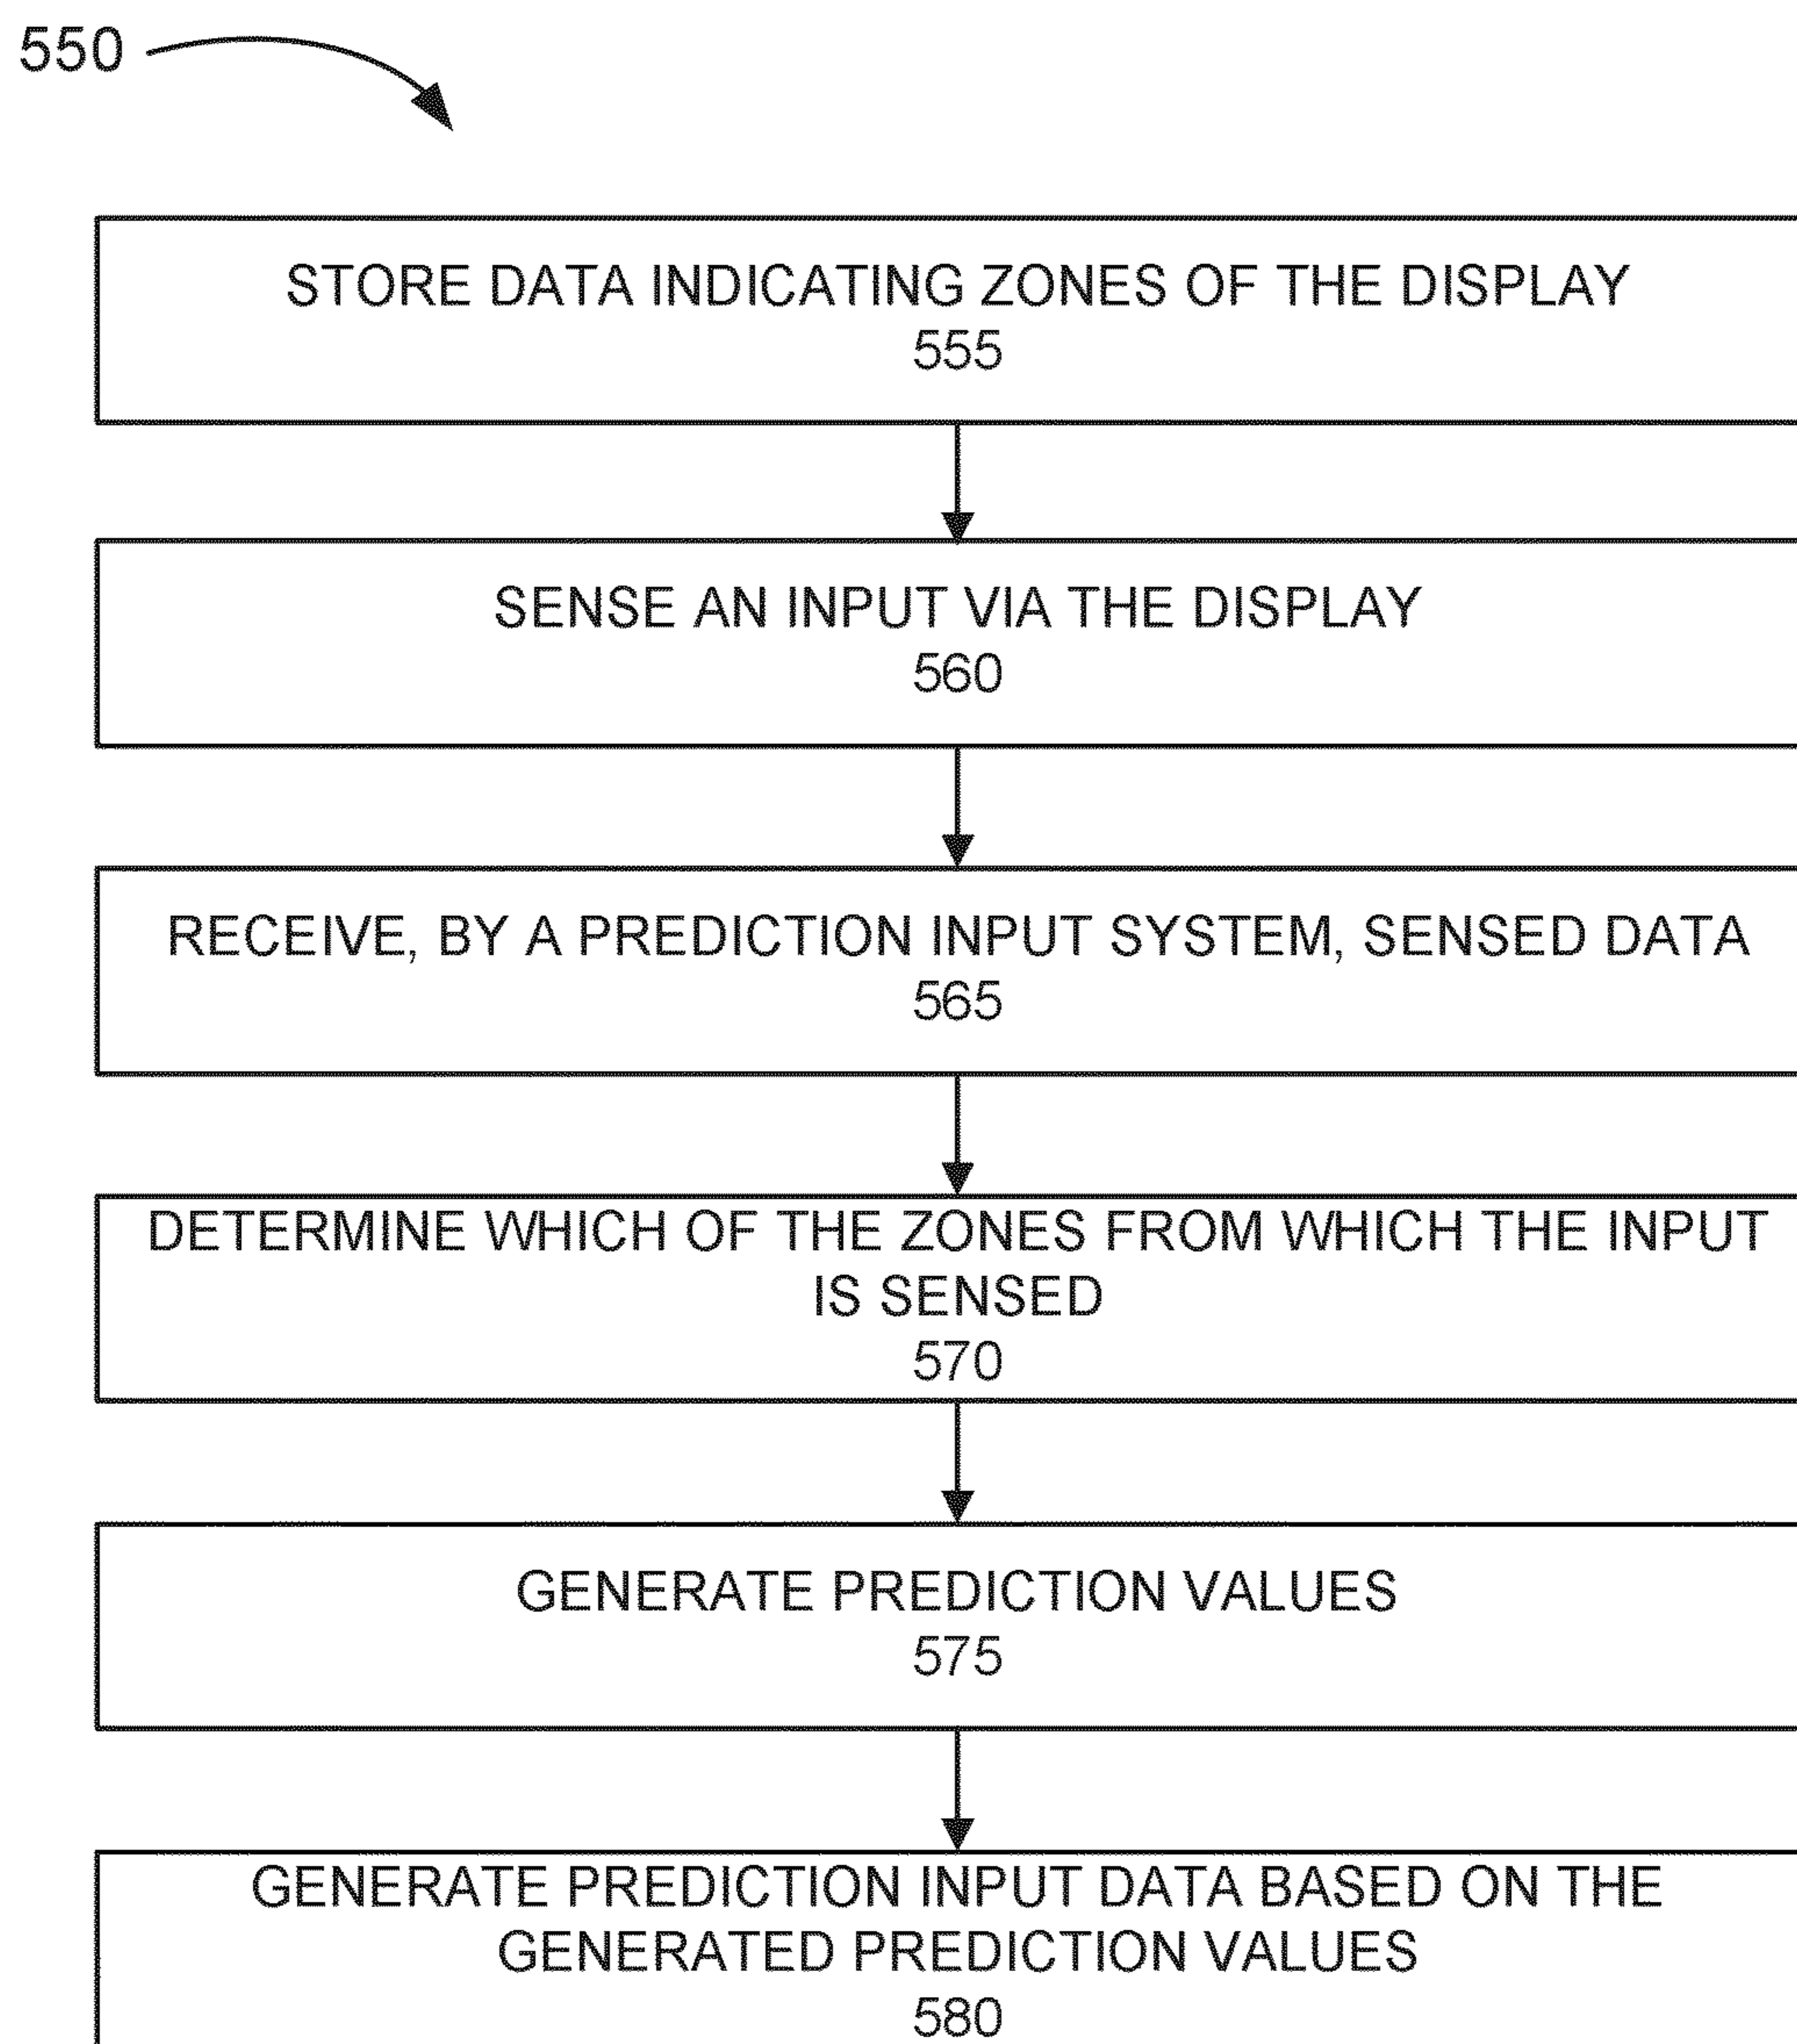 550
STORE DATA INDICATING ZONES OF THE DISPLAY
555
SENSE AN INPUT VIA THE DISPLAY
560
RECEIVE, BY A PREDICTION INPUT SYSTEM, SENSED DATA
565
DETERMINE WHICH OF THE ZONES FROM WHICH THE INPUT
IS SENSED
570
GENERATE PREDICTION VALUES
575
GENERATE PREDICTION INPUT DATA BASED ON THE
GENERATED PREDICTION VALUES
580